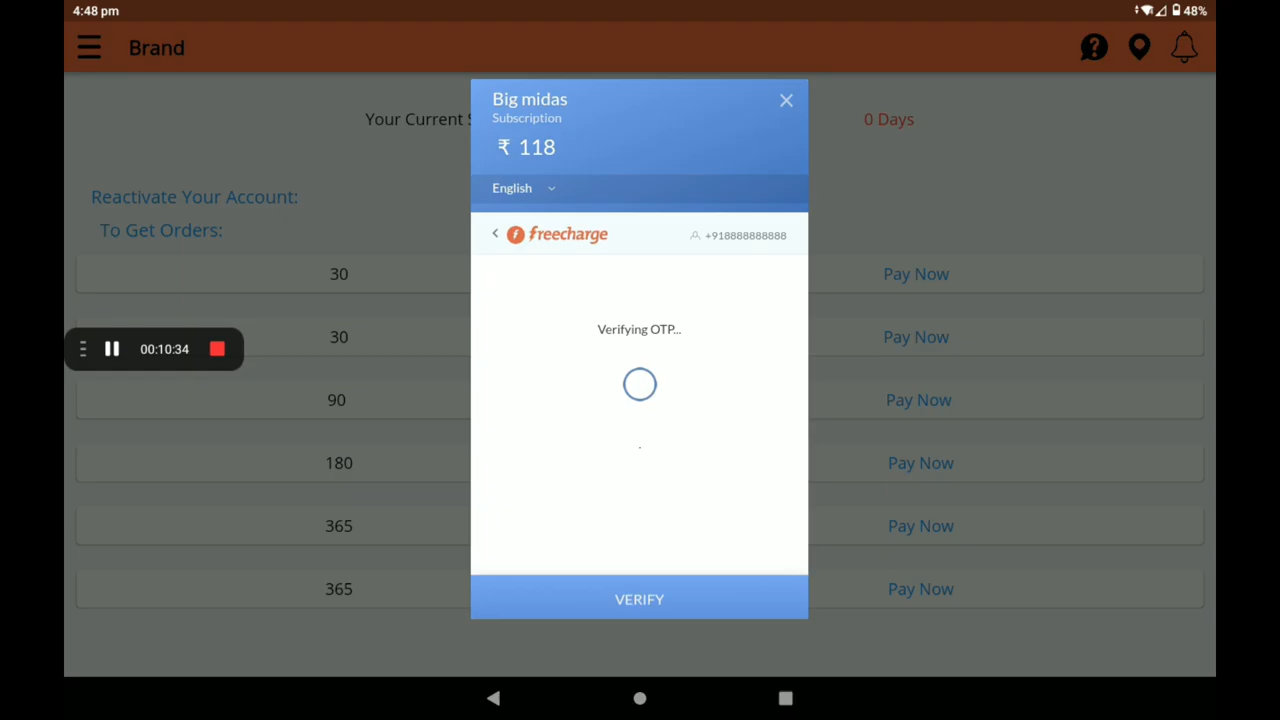 4:48 pm
48%
Brand
Big midas
Subscription
₹ 118
English
Your Current S
0 Days
Reactivate Your Account:
To Get Orders:
freecharge
+918888888888
30 Pay Now
Verifying OTP...
30 Pay Now
00:10:34
90 Pay Now
180 Pay Now
365 Pay Now
365 Pay Now
VERIFY